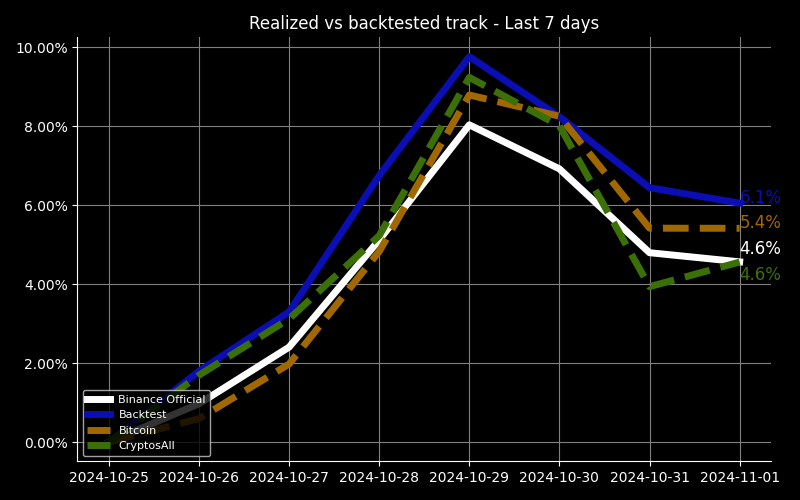 Realized vs backtested track - Last 7 days
10.00%
8.00%
6.00%
4.00%
2.00%
0.00%
6.1%
5.4%
4.6%
4.6%
Binance Official
Backtest
Bitcoin
CryptosAll
2024-10-25 2024-10-26 2024-10-27 2024-10-28 2024-10-29 2024-10-30 2024-10-31 2024-11-01